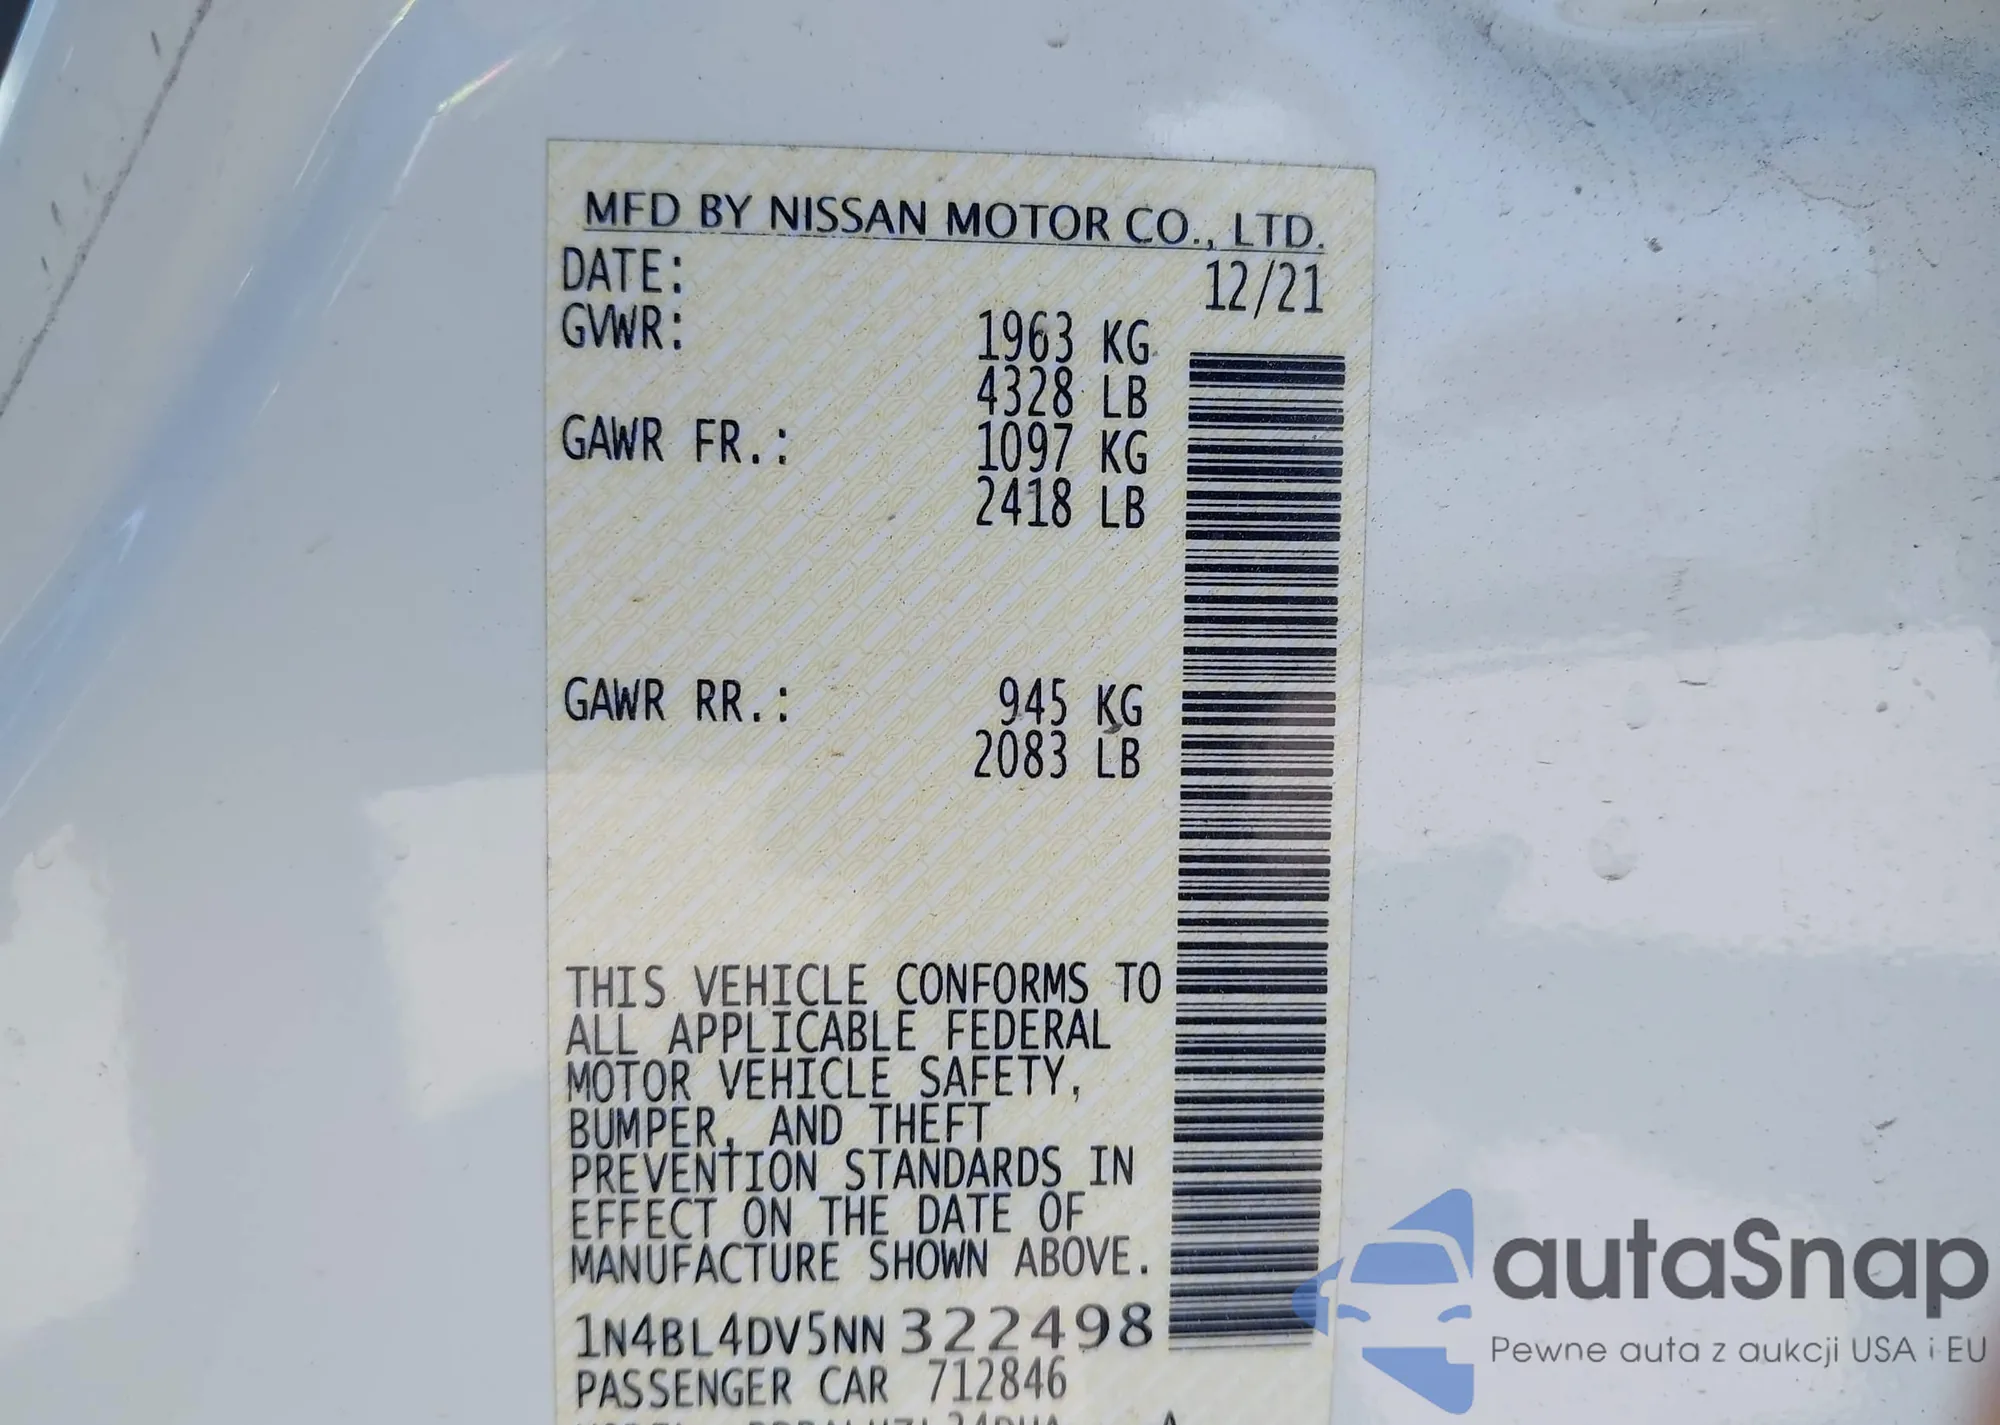 MFD BY NISSAN MOTOR CO., LTD.
DATE: 12/21
GVWR: 1963 KG
4328 LB
GAWR FR.: 1097 KG
2418 LB
GAWR RR.: 945 KG
2083 LB
THIS VEHICLE CONFORMS TO
ALL APPLICABLE FEDERAL
MOTOR VEHICLE SAFETY,
BUMPER, AND THEFT
PREVENTION STANDARDS IN
EFFECT ON THE DATE OF
MANUFACTURE SHOWN ABOVE.
1N4BL4DV5NN322498
PASSENGER CAR 712846
autaSnap
Pewne auta z aukcji USA i EU